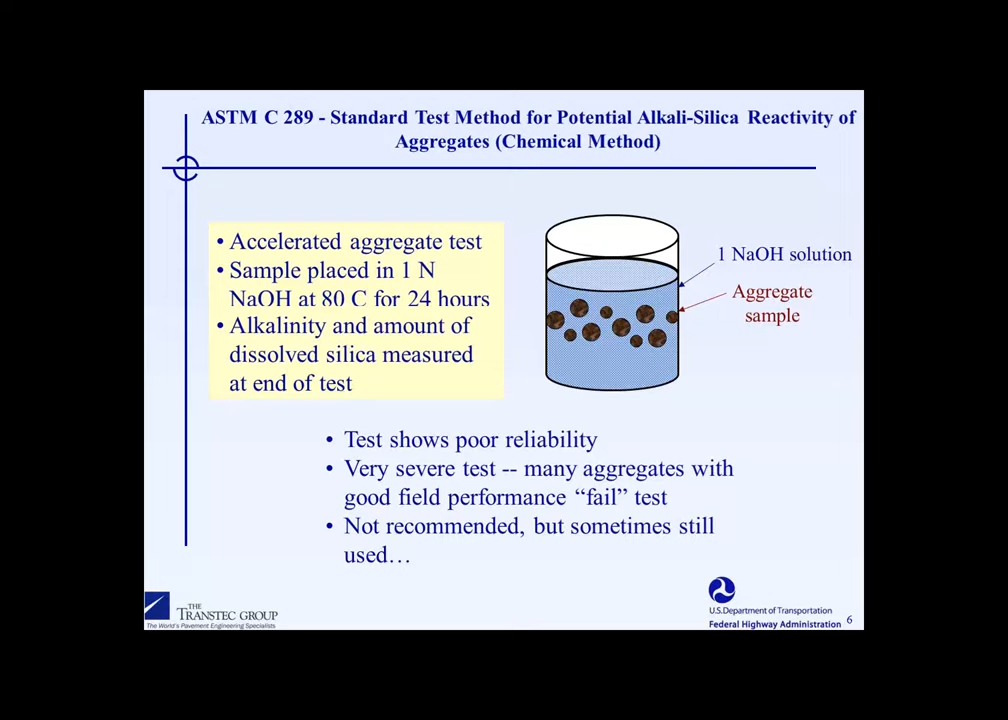 ASTM C 289 - Standard Test Method for Potential Alkali-Silica Reactivity of
Aggregates (Chemical Method)
• Accelerated aggregate test
• Sample placed in 1 N
NaOH at 80 C for 24 hours
• Alkalinity and amount of
dissolved silica measured
at end of test
1 NaOH solution
Aggregate
sample
• Test shows poor reliability
• Very severe test -- many aggregates with
good field performance “fail” test
• Not recommended, but sometimes still
used…
THE
TRANSTEC GROUP
The World's Pavement Engineering Specialists
U.S.Department of Transportation
Federal Highway Administration
6